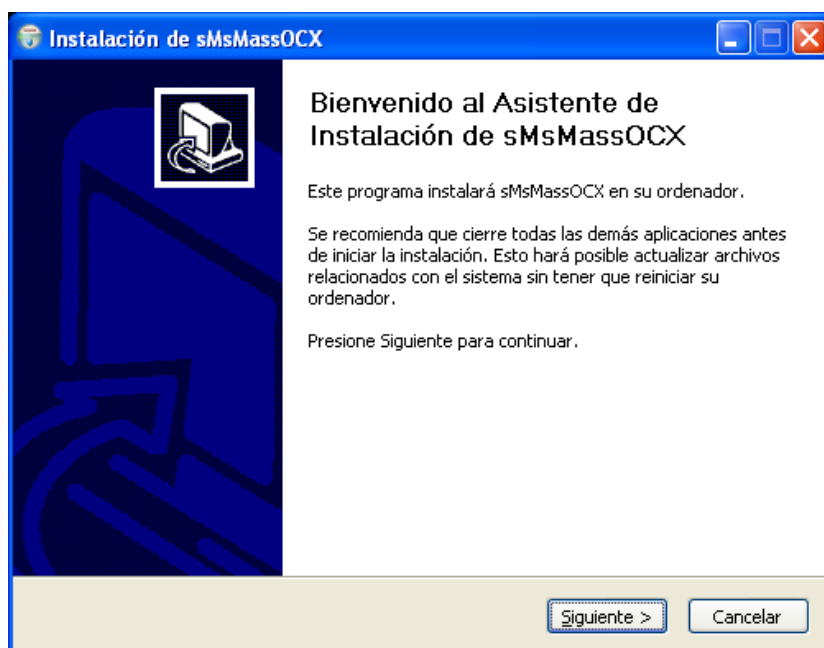 Instalación de sMsMassOCX
Bienvenido al Asistente de
Instalación de sMsMassOCX
Este programa instalará sMsMassOCX en su ordenador.
Se recomienda que cierre todas las demás aplicaciones antes
de iniciar la instalación. Esto hará posible actualizar archivos
relacionados con el sistema sin tener que reiniciar su
ordenador.
Presione Siguiente para continuar.
Siguiente >
Cancelar